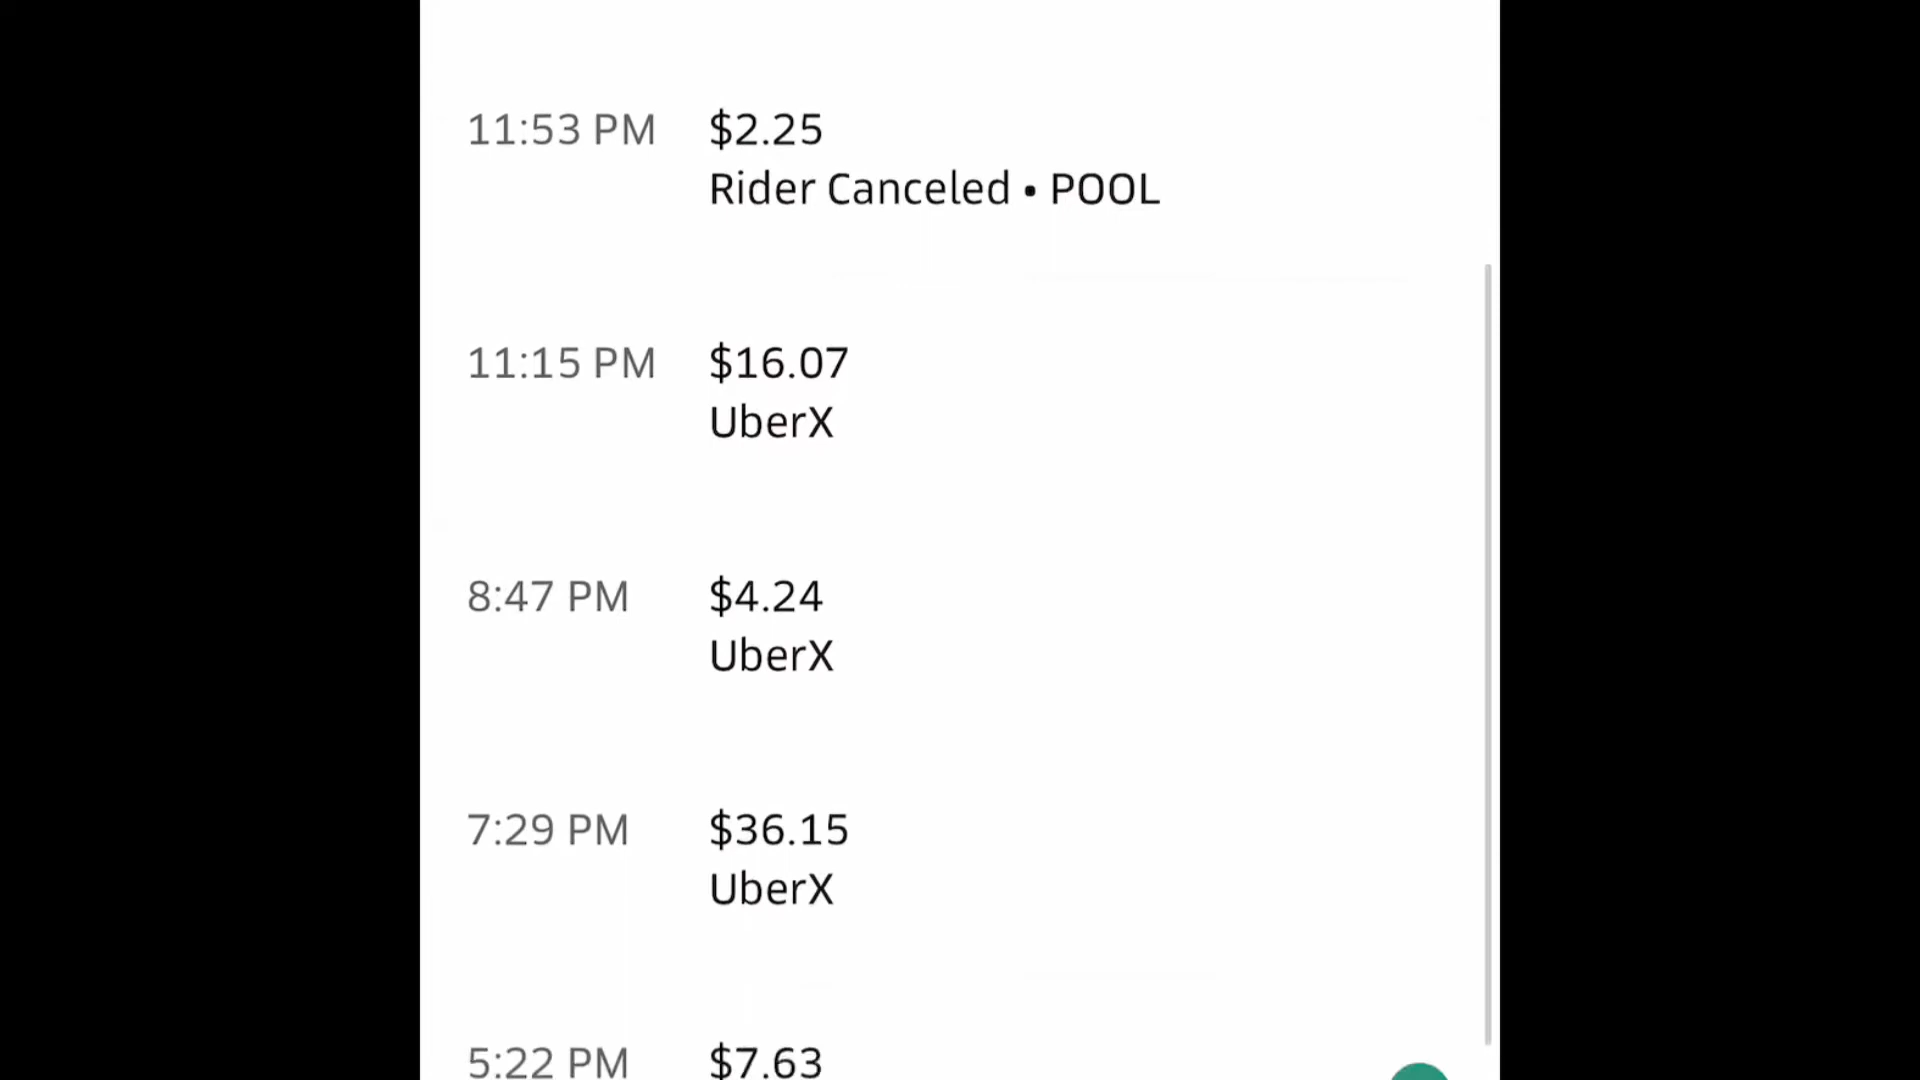 11:53 PM $2.25
Rider Canceled • POOL
11:15 PM $16.07
UberX
8:47 PM $4.24
UberX
7:29 PM $36.15
UberX
5:22 PM $7.63